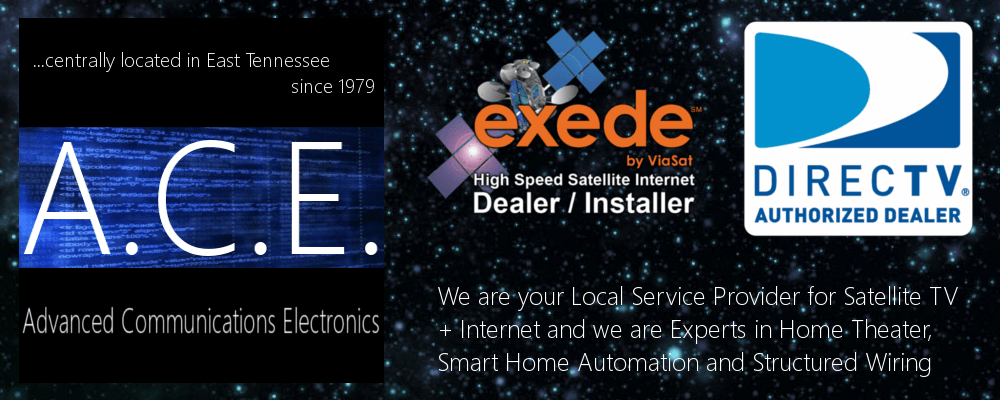 ...centrally located in East Tennessee
since 1979
A.C.E.
Advanced Communications Electronics
exede℠
by ViaSat
High Speed Satellite Internet
Dealer / Installer
DIRECTV®
AUTHORIZED DEALER
We are your Local Service Provider for Satellite TV
+ Internet and we are Experts in Home Theater,
Smart Home Automation and Structured Wiring